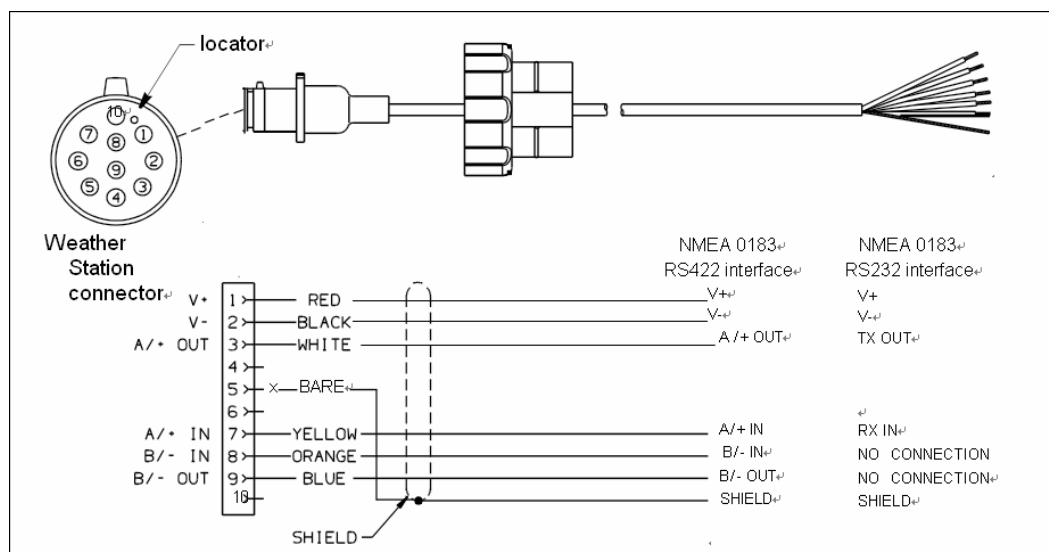 locator
10
7
8
1
6
9
2
5
4
3
Weather
Station
connector
NMEA 0183 NMEA 0183
RS422 interface RS232 interface
V+ 1 RED V+ V+
V- 2 BLACK V- V-
A/+ OUT 3 WHITE A/+ OUT TX OUT
4
5 X BARE
6
A/+ IN 7 YELLOW A/+ IN RX IN
B/- IN 8 ORANGE B/- IN NO CONNECTION
B/- OUT 9 BLUE B/- OUT NO CONNECTION
10 SHIELD SHIELD
SHIELD